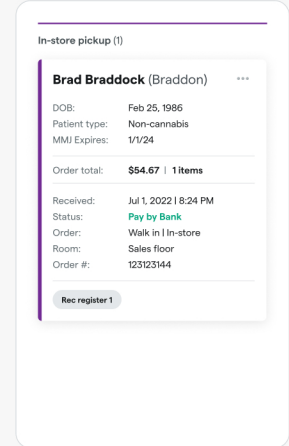 In-store pickup (1)
Brad Braddock (Braddon)
DOB: Feb 25, 1986
Patient type: Non-cannabis
MMJ Expires: 1/1/24
Order total: $54.67 | 1 items
Received: Jul 1, 2022 | 8:24 PM
Status: Pay by Bank
Order: Walk in | In-store
Room: Sales floor
Order #: 123123144
Rec register 1